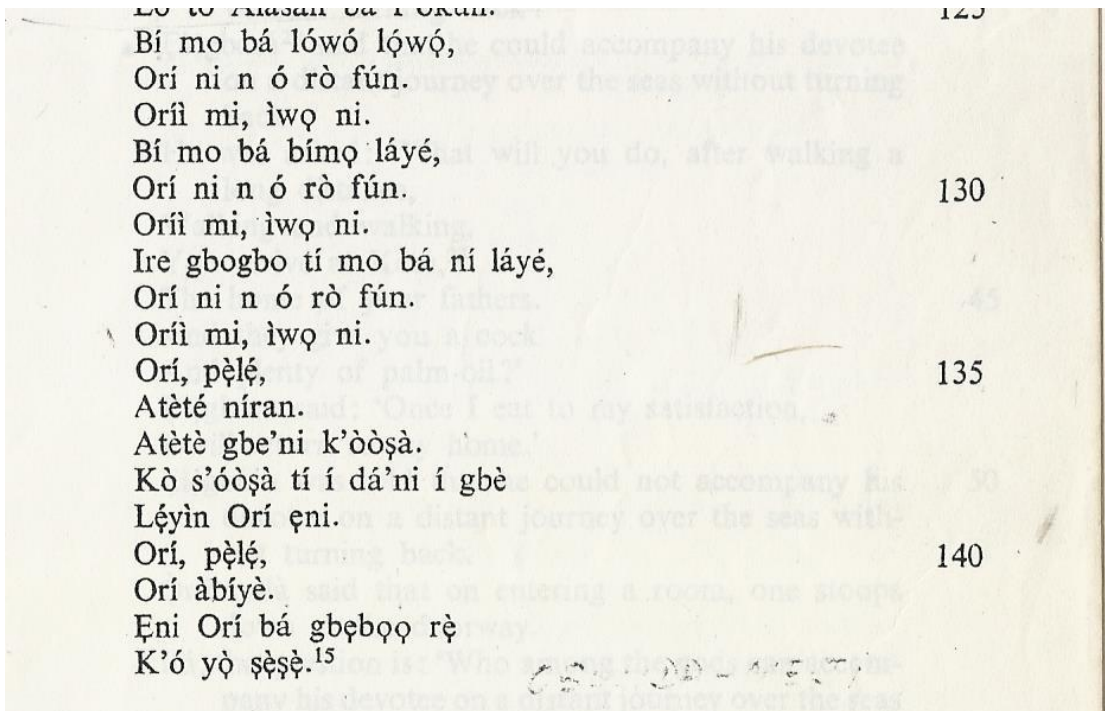 Bí mo bá lówó lọ́wọ́,
Orí ni n ó rò fún.
Oríì mi, ìwọ ni.
Bí mo bá bímọ láyé,
Orí ni n ó rò fún. 130
Oríì mi, ìwọ ni.
Ire gbogbo tí mo bá ní láyé,
Orí ni n ó rò fún.
Oríì mi, ìwọ ni.
Orí, pẹ̀lẹ́, 135
Atèté níran.
Atètè gbe'ni k'òòṣà.
Kò s'óòṣà tí í dá'ni í gbè
Lẹ́yìn Orí ẹni.
Orí, pẹ̀lẹ́, 140
Orí àbíyè.
Ẹni Orí bá gbẹbọọ rẹ̀
K'ó yọ̀ ṣẹ̀ṣẹ̀.¹⁵